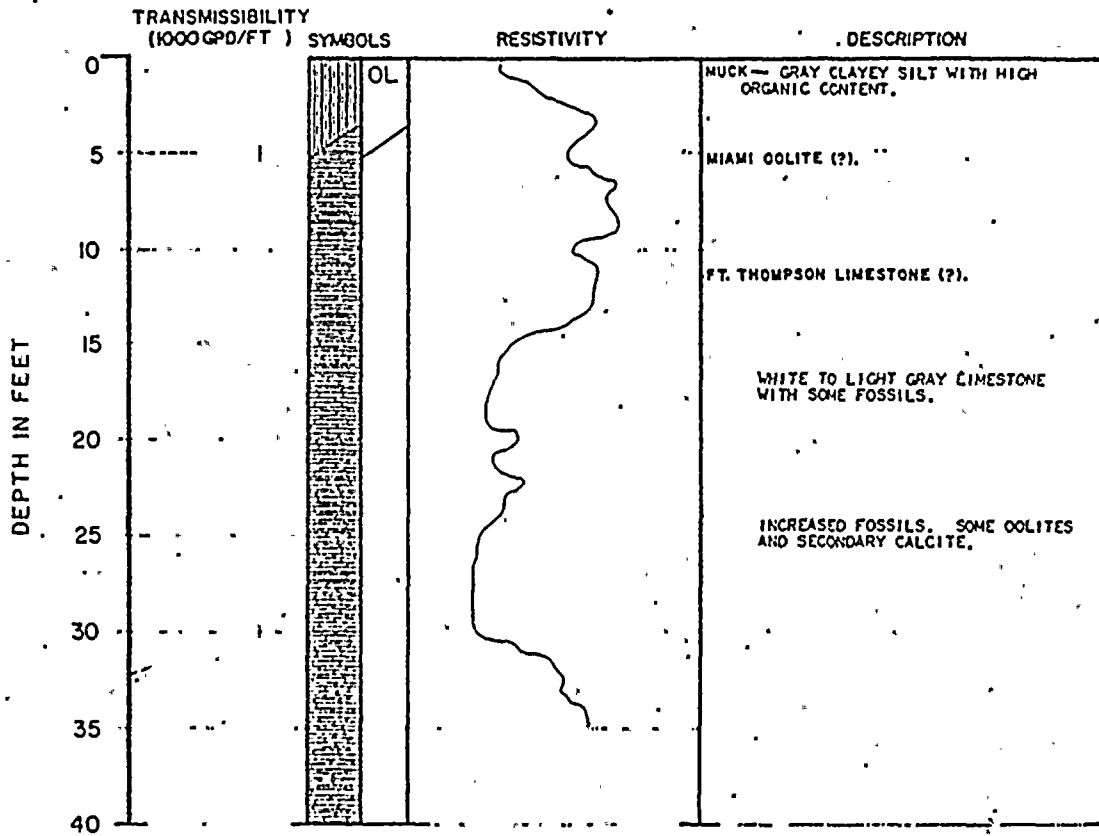 TRANSMISSIBILITY
(1000 GPD/FT )
SYMBOLS
RESISTIVITY
DESCRIPTION
DEPTH IN FEET
0
5
10
15
20
25
30
35
40
OL
MUCK — GRAY CLAYEY SILT WITH HIGH
ORGANIC CONTENT.
MIAMI OOLITE (?).
FT. THOMPSON LIMESTONE (?).
WHITE TO LIGHT GRAY LIMESTONE
WITH SOME FOSSILS.
INCREASED FOSSILS. SOME OOLITES
AND SECONDARY CALCITE.